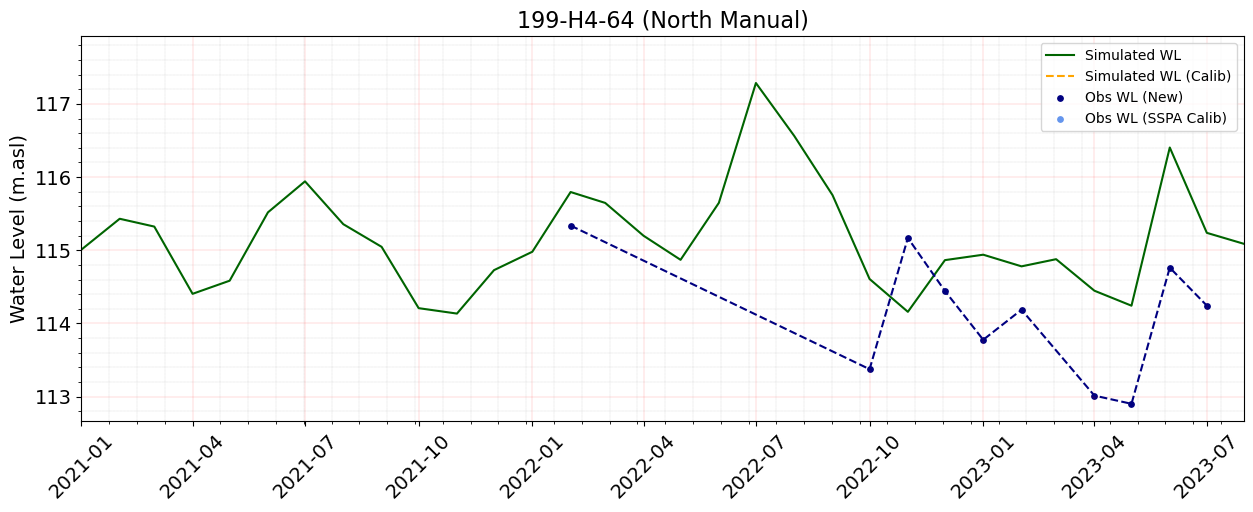 199-H4-64 (North Manual)
Simulated WL
Simulated WL (Calib)
Obs WL (New)
Obs WL (SSPA Calib)
Water Level (m.asl)
117
116
115
114
113
2021-01
2021-04
2021-07
2021-10
2022-01
2022-04
2022-07
2022-10
2023-01
2023-04
2023-07